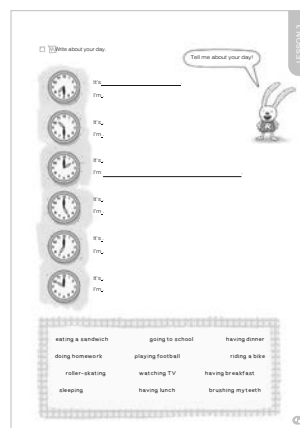 Write about your day.
Tell me about your day!
It's
I'm
It's
I'm
It's
I'm
It's
I'm
It's
I'm
It's
I'm
eating a sandwich going to school having dinner
doing homework playing football riding a bike
roller-skating watching TV having breakfast
sleeping having lunch brushing my teeth